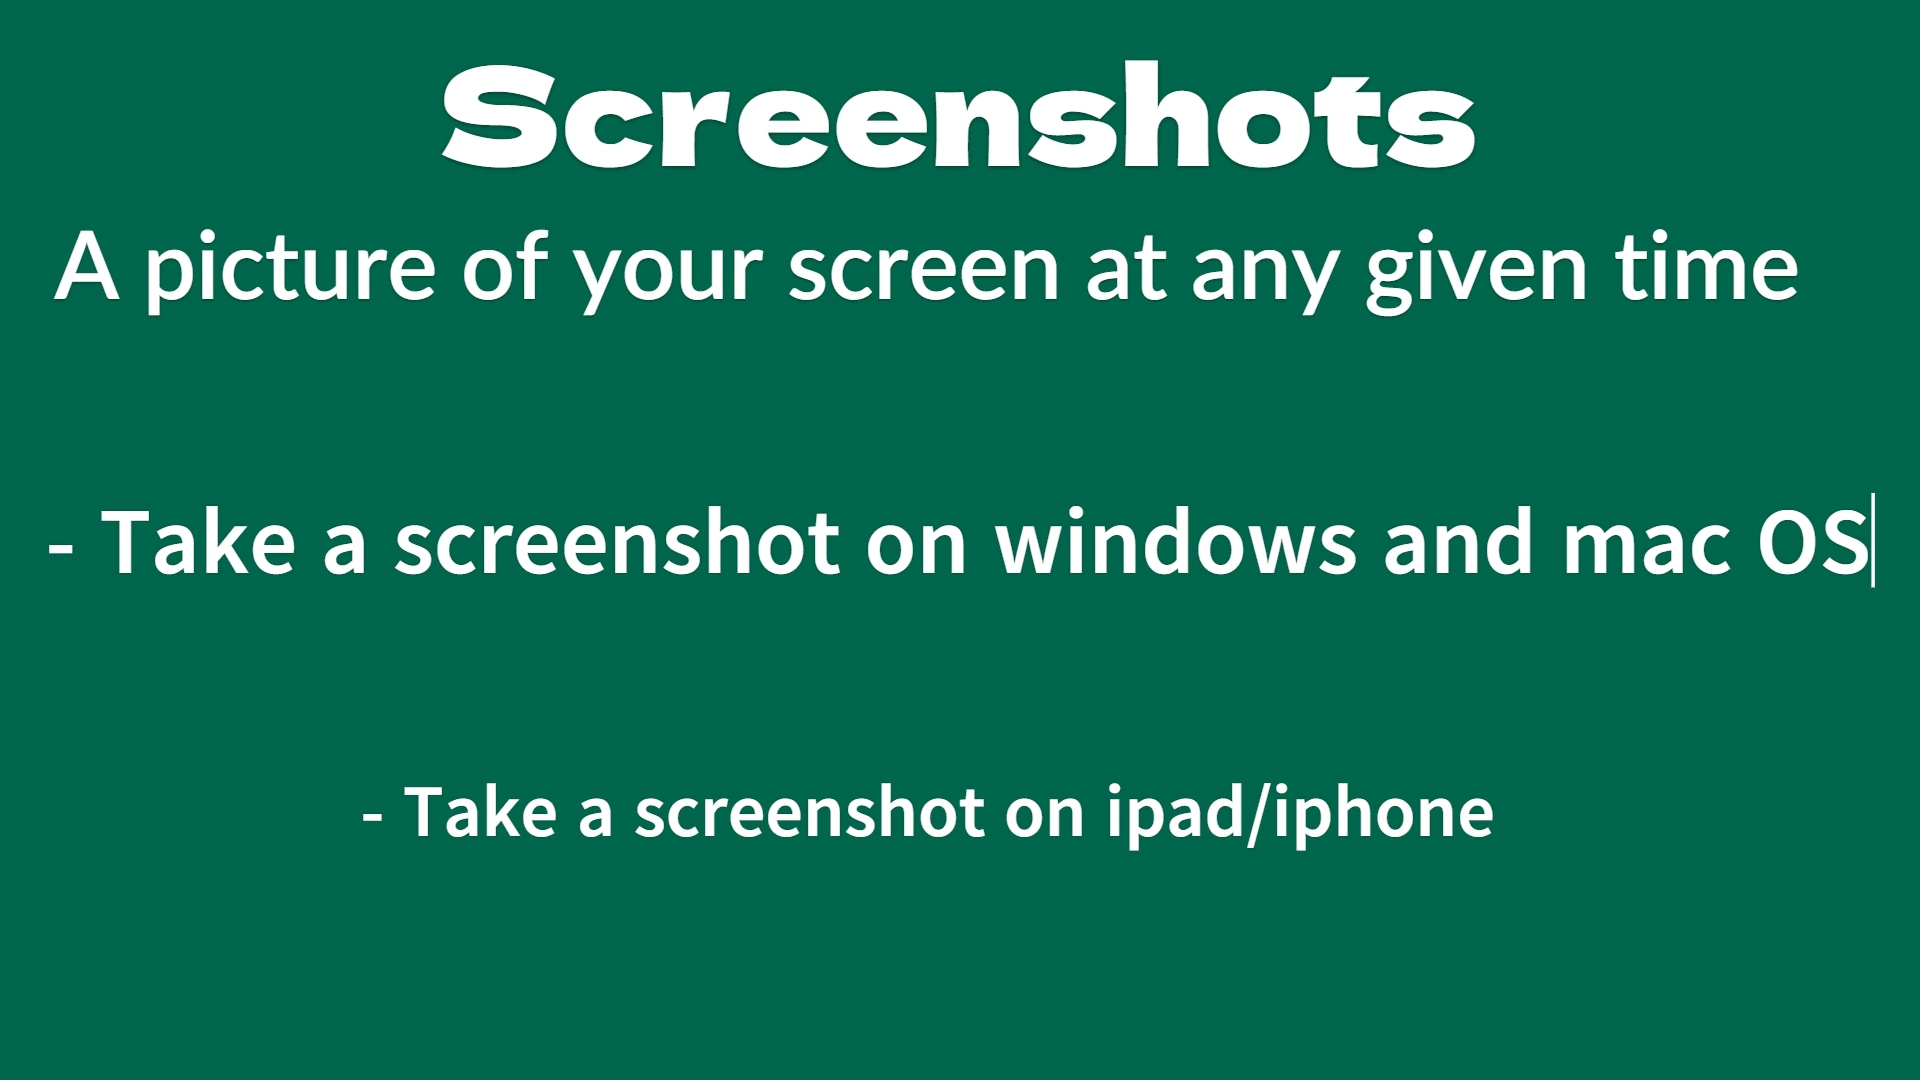 Screenshots
A picture of your screen at any given time
- Take a screenshot on windows and mac OS
- Take a screenshot on ipad/iphone